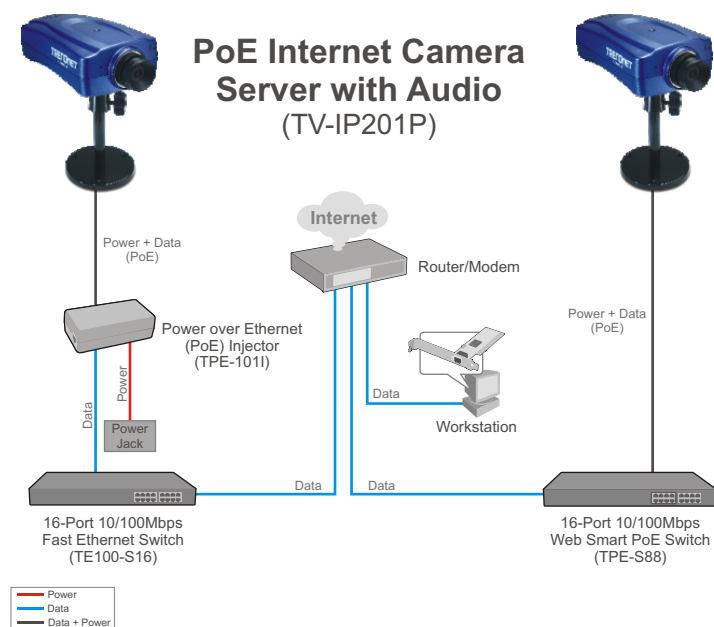 TRENDNET
TRENDNET
PoE Internet Camera
Server with Audio
(TV-IP201P)
Internet
Power + Data
(PoE)
Router/Modem
Power + Data
(PoE)
Power over Ethernet
(PoE) Injector
(TPE-101I)
Data
Power
Power
Jack
Data
Workstation
Data
Data
16-Port 10/100Mbps
Fast Ethernet Switch
(TE100-S16)
16-Port 10/100Mbps
Web Smart PoE Switch
(TPE-S88)
Power
Data
Data + Power